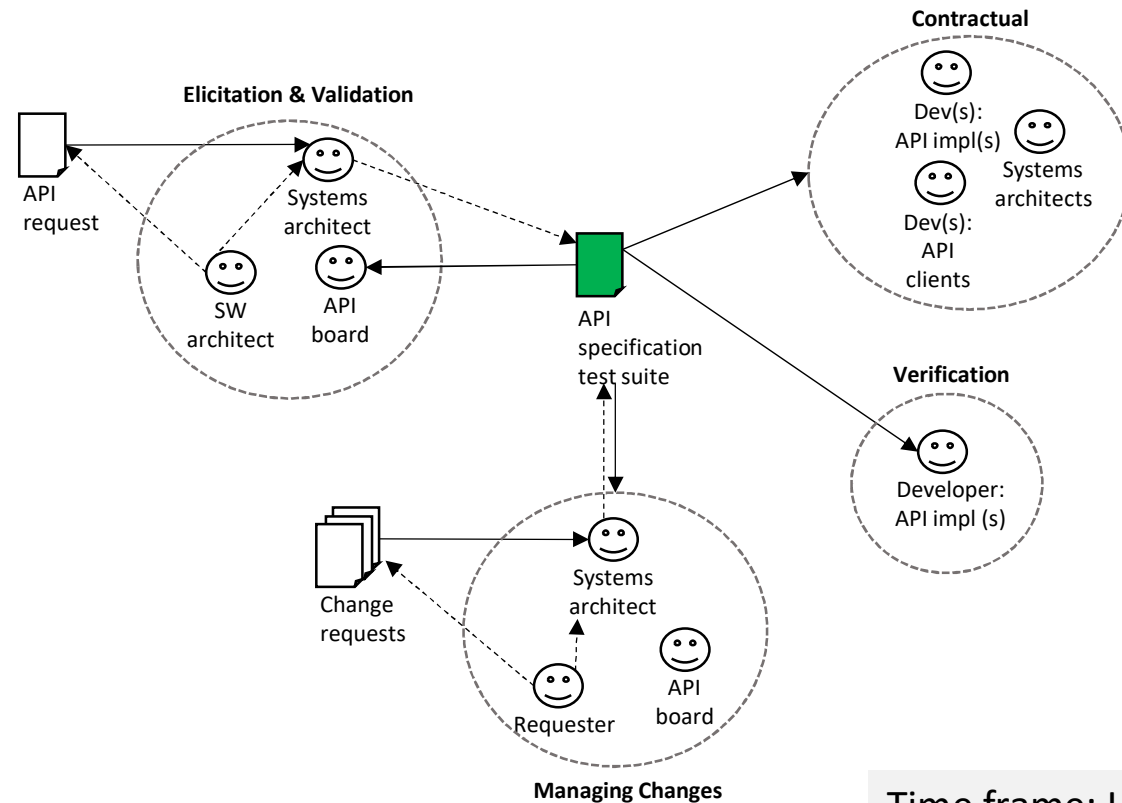 Contractual
Dev(s):
API impl(s)
Systems
architects
Dev(s):
API
clients
Elicitation & Validation
API
request
Systems
architect
SW
architect
API
board
API
specification
test suite
Verification
Developer:
API impl (s)
Change
requests
Systems
architect
Requester
API
board
Managing Changes
Time frame: